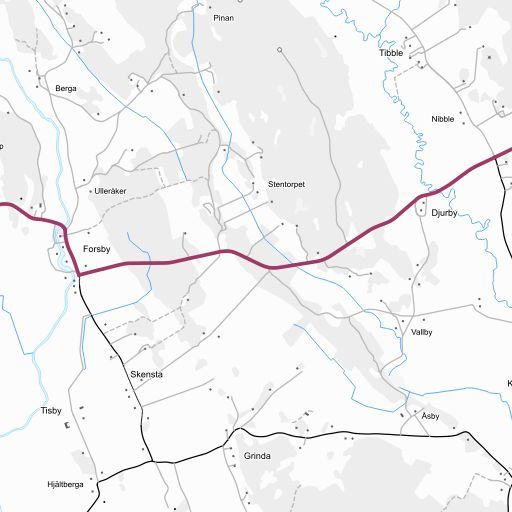 Pinan
Tibble
Berga
Nibble
p
Ulleråker
Stentorpet
Djurby
Forsby
Vallby
Skensta
K
Tisby
Åsby
Grinda
Hjältberga